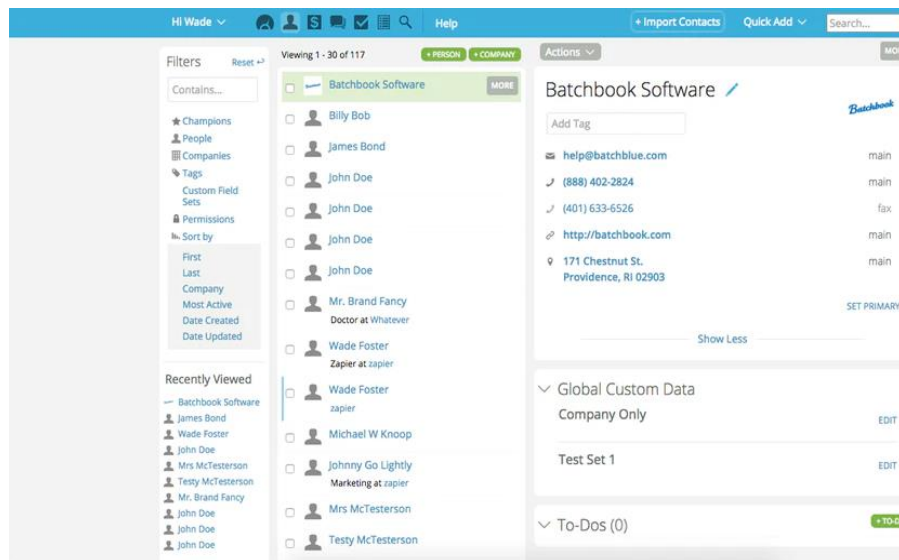 Hi Wade
Help
+ Import Contacts
Quick Add
Search...
Filters
Reset
Contains...
Champions
People
Companies
Tags
Custom Field
Sets
Permissions
Sort by
First
Last
Company
Most Active
Date Created
Date Updated
Recently Viewed
Batchbook Software
James Bond
Wade Foster
John Doe
Mrs McTesterson
Testy McTesterson
Mr. Brand Fancy
John Doe
John Doe
John Doe
Viewing 1 - 30 of 117
+ PERSON
+ COMPANY
Batchbook Software
MORE
Billy Bob
James Bond
John Doe
John Doe
John Doe
John Doe
Mr. Brand Fancy
Doctor at Whatever
Wade Foster
Zapier at zapier
Wade Foster
zapier
Michael W Knoop
Johnny Go Lightly
Marketing at zapier
Mrs McTesterson
Testy McTesterson
Actions
MO
Batchbook Software
Batchbook
Add Tag
help@batchblue.com main
(888) 402-2824 main
(401) 633-6526 fax
http://batchbook.com main
171 Chestnut St. main
Providence, RI 02903
SET PRIMARY
Show Less
Global Custom Data
Company Only
EDIT
Test Set 1
EDIT
To-Dos (0)
+ TO-D